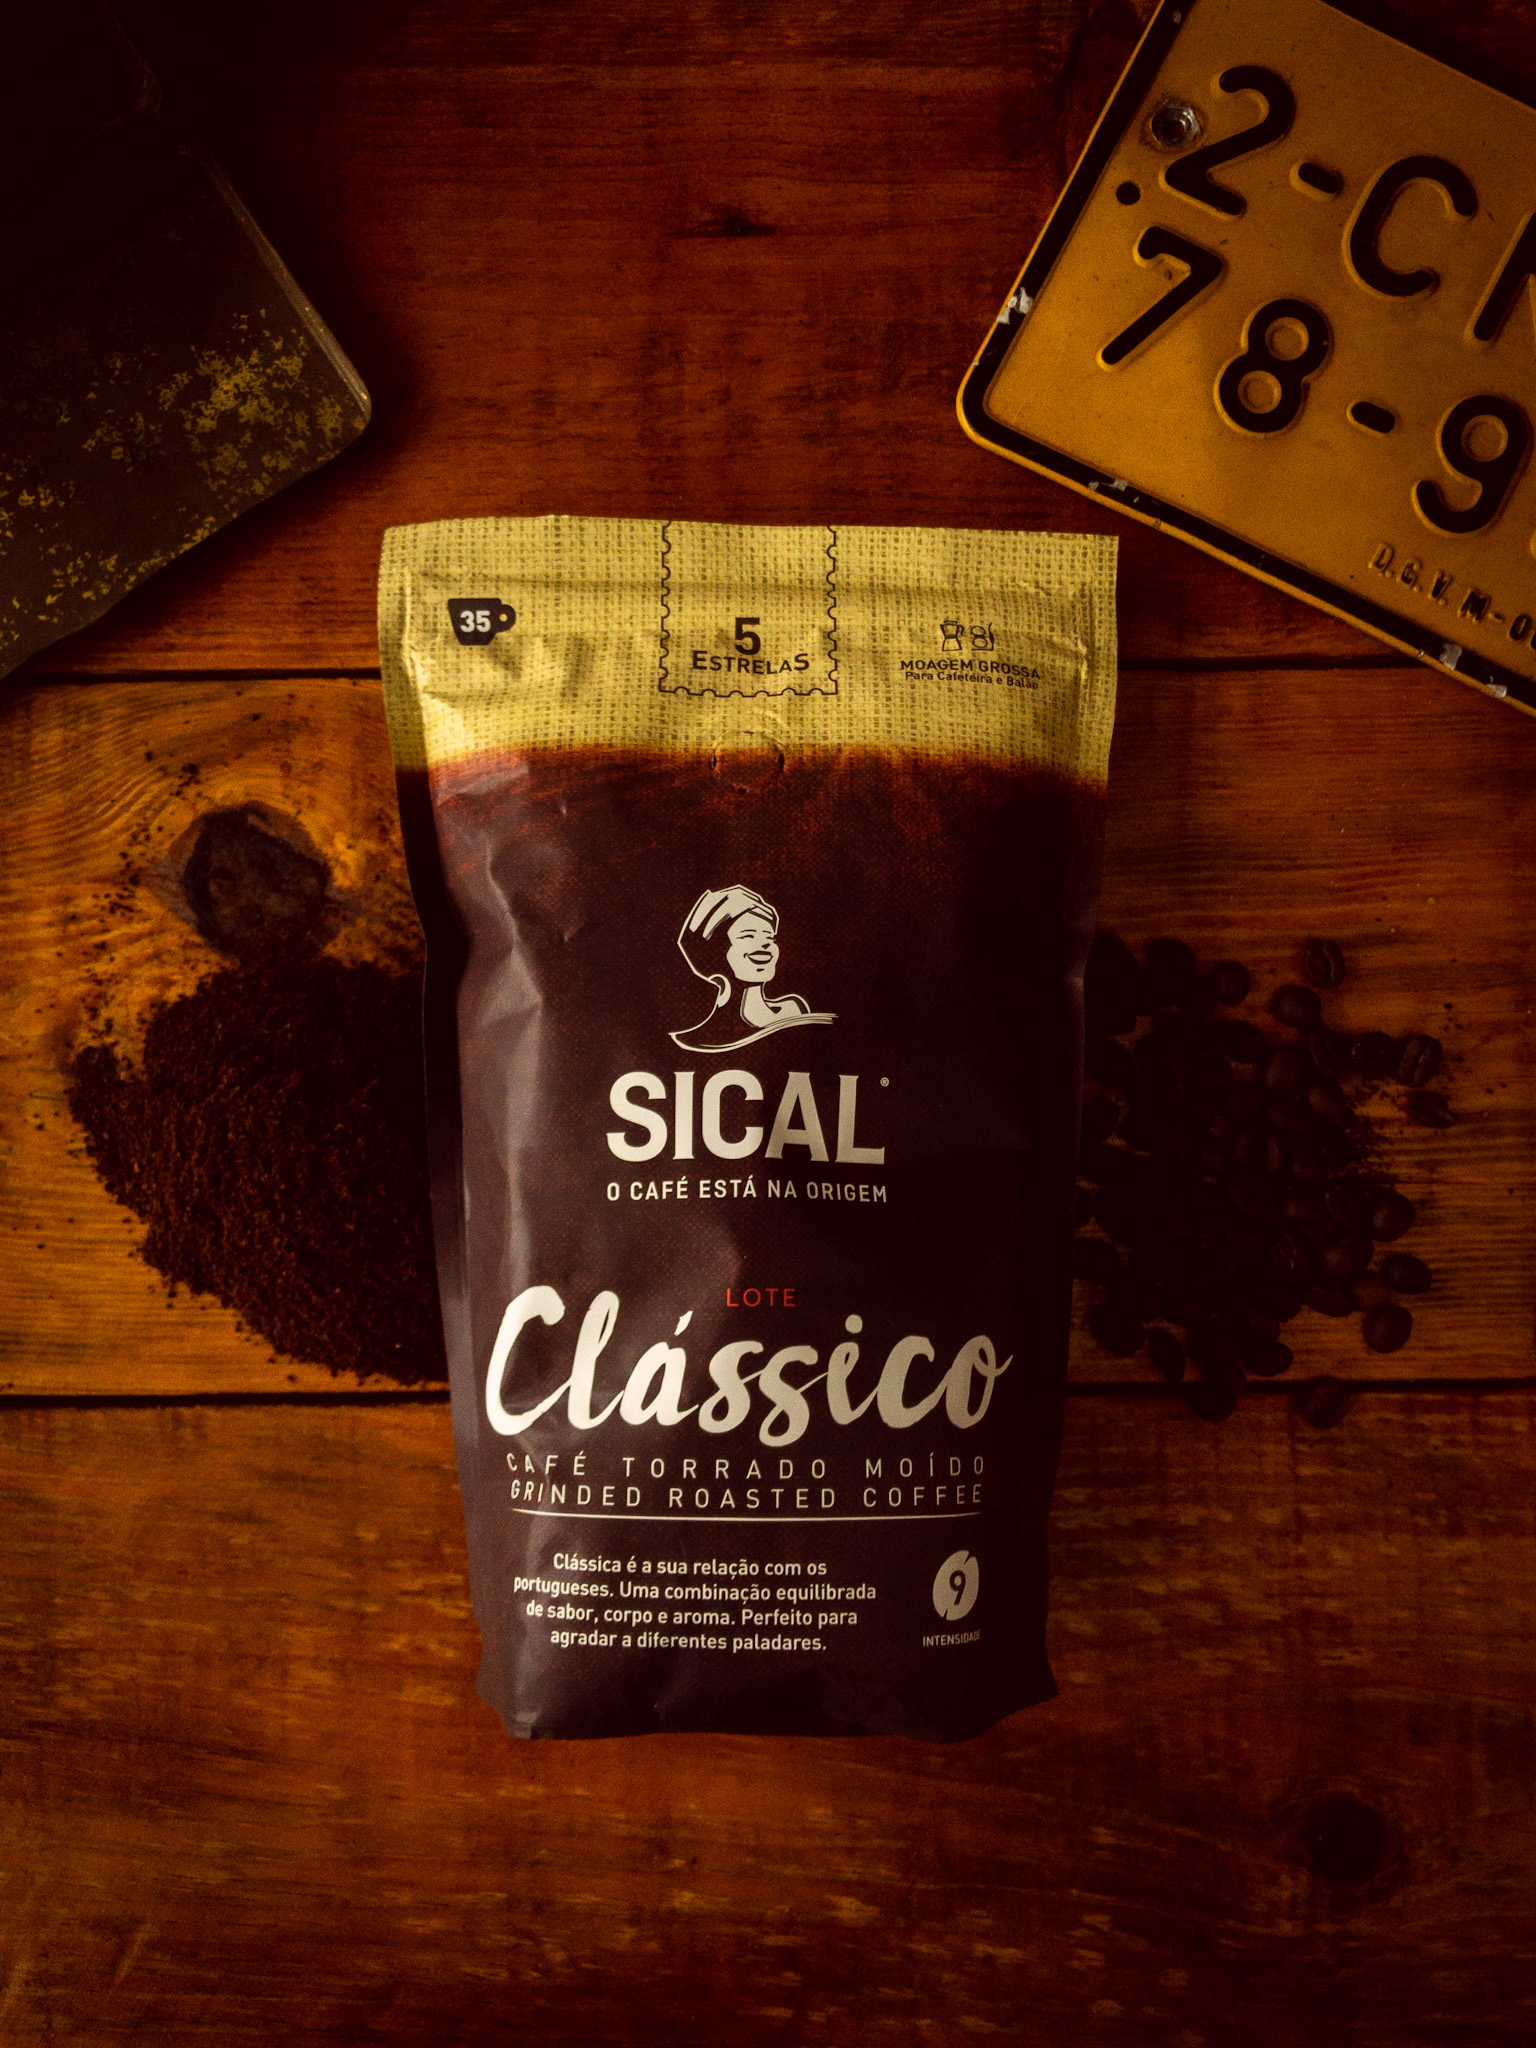 2-C
78-9
D.G.V. M-0
35
5
ESTRELAS
MOAGEM GROSSA
Para Cafeteira e Balão
SICAL®
O CAFÉ ESTÁ NA ORIGEM
LOTE
Clássico
CAFÉ TORRADO MOÍDO
GRINDED ROASTED COFFEE
Clássica é a sua relação com os
portugueses. Uma combinação equilibrada
de sabor, corpo e aroma. Perfeito para
agradar a diferentes paladares.
9
INTENSIDADE